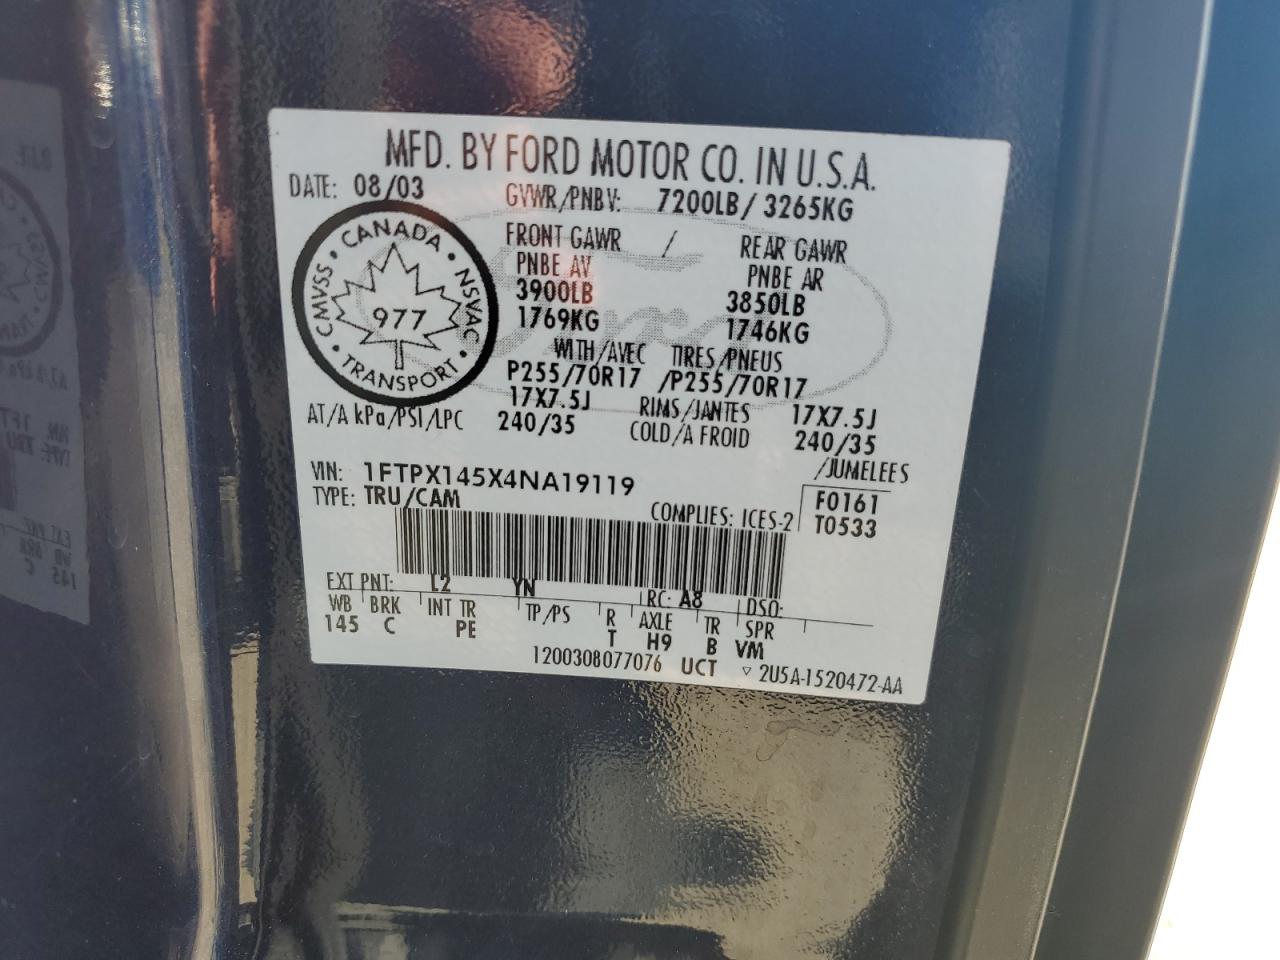 MFD. BY FORD MOTOR CO. IN U.S.A.
DATE: 08/03 GVWR/PNBV: 7200LB/ 3265KG
FRONT GAWR / REAR GAWR
PNBE AV PNBE AR
3900LB 3850LB
1769KG 1746KG
WITH/AVEC TIRES/PNEUS
P255/70R17 /P255/70R17
17X7.5J RIMS/JANTES 17X7.5J
AT/A kPa/PSI/LPC 240/35 COLD/A FROID 240/35
/JUMELEES
CMVSS • CANADA • NSVAC • TRANSPORT •
977
Ford
VIN: 1FTPX145X4NA19119
TYPE: TRU/CAM
COMPLIES: ICES-2
F0161
T0533
EXT PNT: L2 YN RC: A8 DSO:
WB BRK INT TR TP/PS R AXLE TR SPR
145 C PE T H9 B VM
1200308077076 UCT ▽ 2U5A-1520472-AA